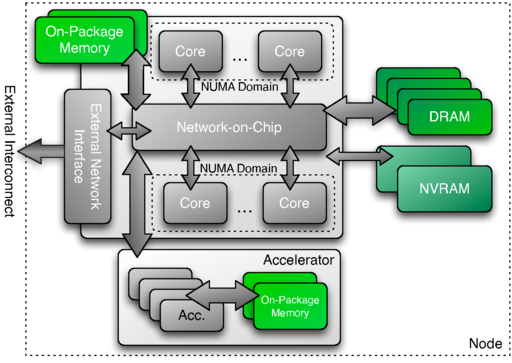 On-Package
Memory
Core
...
Core
NUMA Domain
External Interconnect
External Network
Interface
Network-on-Chip
DRAM
NUMA Domain
Core
...
Core
NVRAM
Accelerator
Acc.
On-Package
Memory
Node